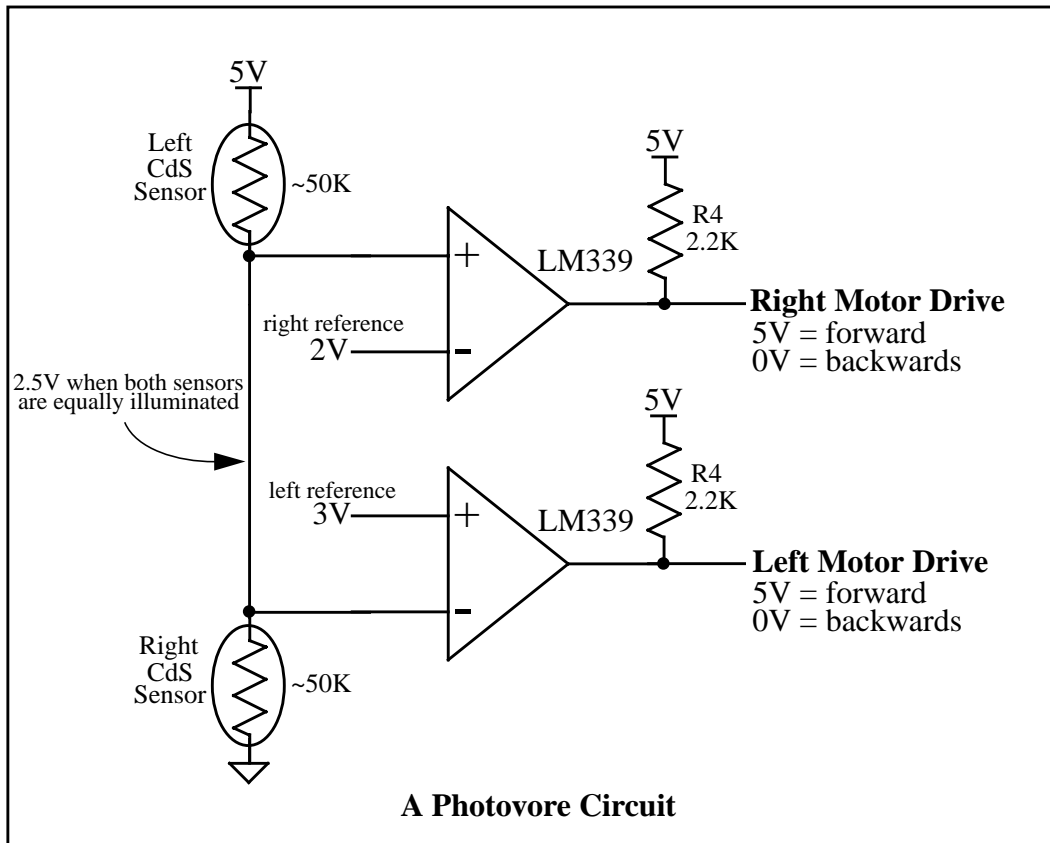 5V
Left
CdS
Sensor
~50K
5V
R4
2.2K
+
LM339
right reference
2V
-
Right Motor Drive
5V = forward
0V = backwards
2.5V when both sensors
are equally illuminated
5V
R4
2.2K
left reference
3V
+
LM339
-
Left Motor Drive
5V = forward
0V = backwards
Right
CdS
Sensor
~50K
A Photovore Circuit